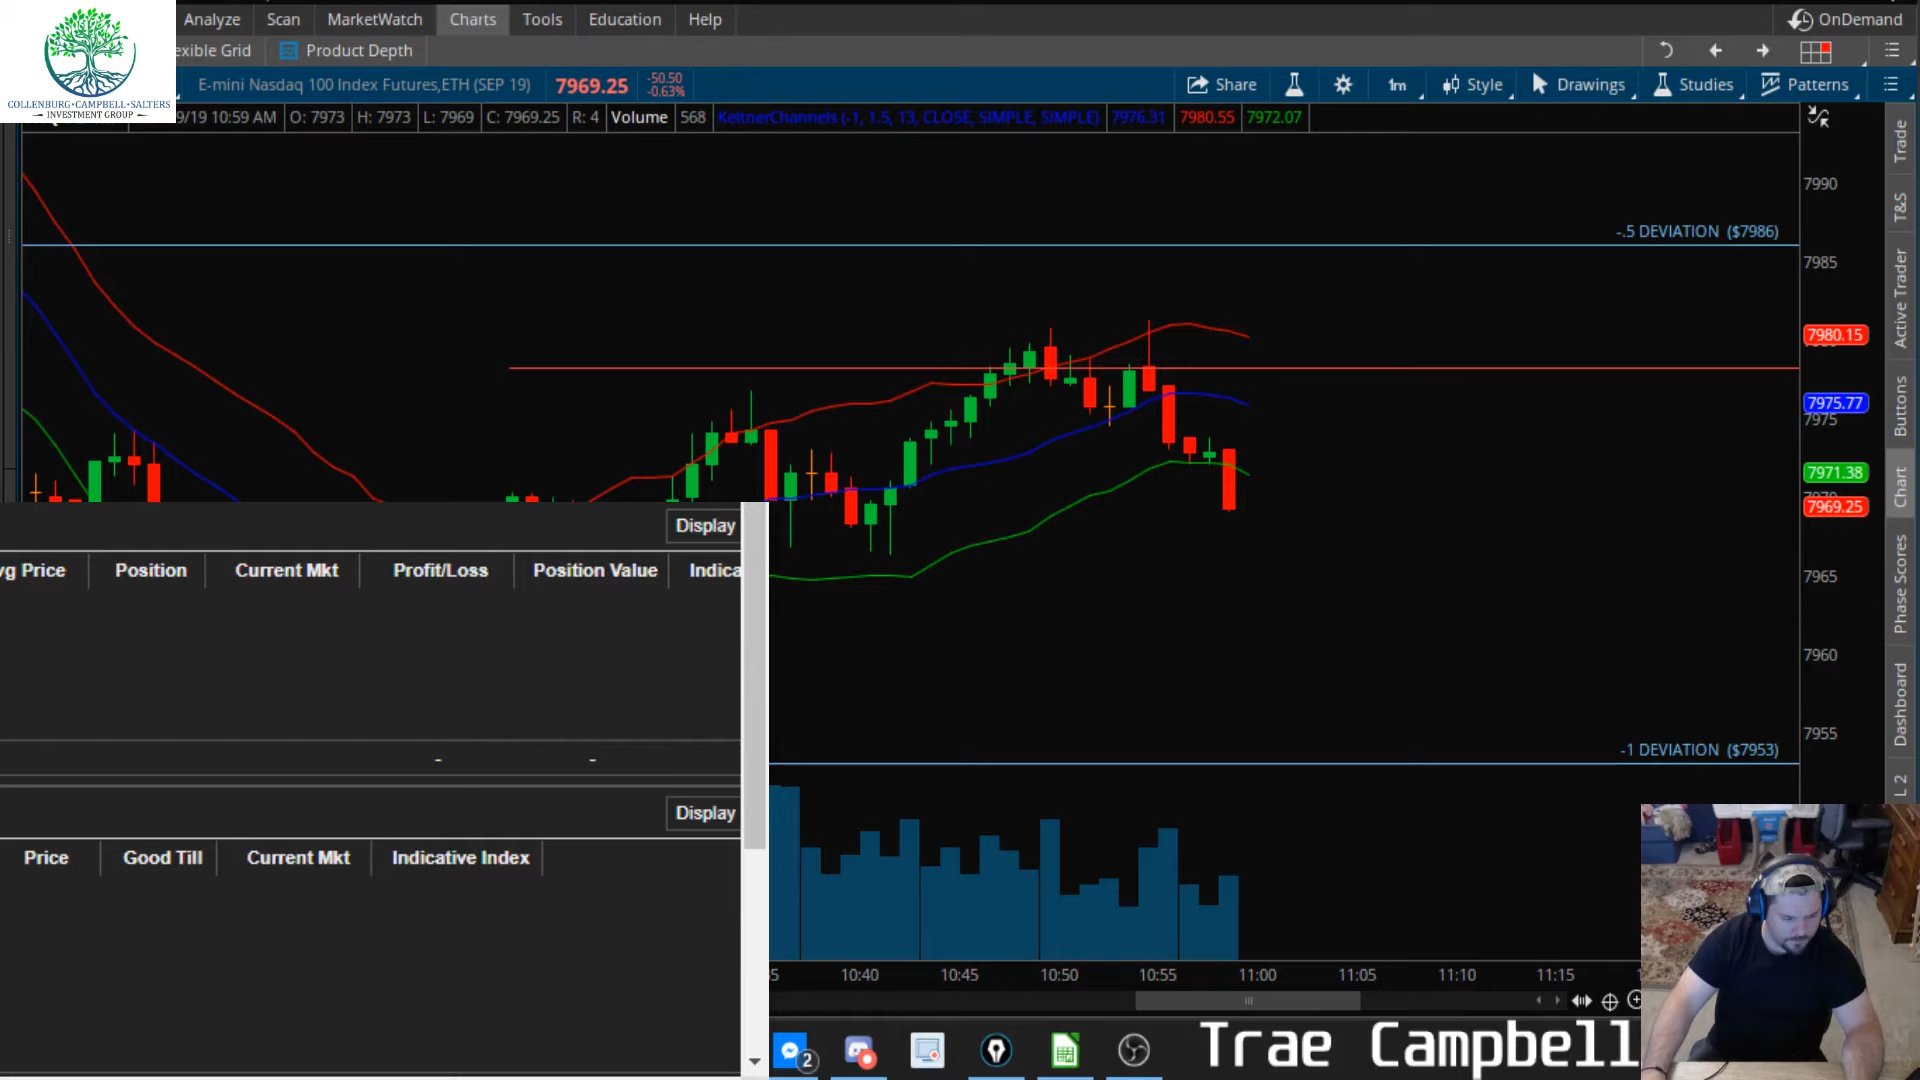 Analyze Scan MarketWatch Charts Tools Education Help OnDemand
exible Grid Product Depth
COLLENBURG•CAMPBELL•SALTERS
INVESTMENT GROUP
E-mini Nasdaq 100 Index Futures,ETH (SEP 19) 7969.25 -50.50 -0.63% Share 1m Style Drawings Studies Patterns
/9/19 10:59 AM O: 7973 H: 7973 L: 7969 C: 7969.25 R: 4 Volume 568 KeltnerChannels (-1, 1.5, 13, CLOSE, SIMPLE, SIMPLE) 7976.31 7980.55 7972.07
7990
-.5 DEVIATION ($7986)
7985
7980.15
7975.77
7975
7971.38
7969.25
7965
7960
7955
-1 DEVIATION ($7953)
Trade
T&S
Active Trader
Buttons
Chart
Phase Scores
Dashboard
L 2
Display
vg Price Position Current Mkt Profit/Loss Position Value Indica
- -
Display
Price Good Till Current Mkt Indicative Index
5 10:40 10:45 10:50 10:55 11:00 11:05 11:10 11:15
2
Trae Campbell